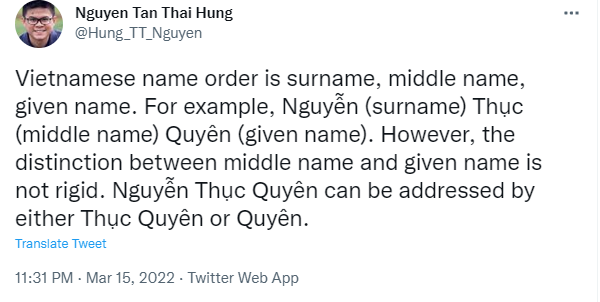 Nguyen Tan Thai Hung
@Hung_TT_Nguyen
Vietnamese name order is surname, middle name,
given name. For example, Nguyễn (surname) Thục
(middle name) Quyên (given name). However, the
distinction between middle name and given name is
not rigid. Nguyễn Thục Quyên can be addressed by
either Thục Quyên or Quyên.
Translate Tweet
11:31 PM · Mar 15, 2022 · Twitter Web App